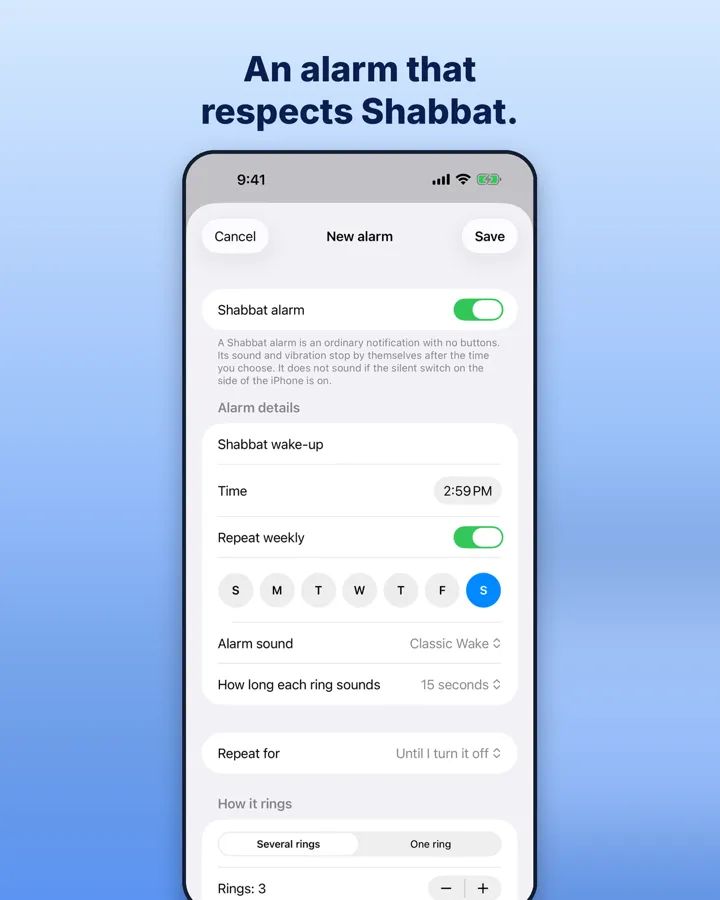 An alarm that
respects Shabbat.
9:41
Cancel New alarm Save
Shabbat alarm
A Shabbat alarm is an ordinary notification with no buttons.
Its sound and vibration stop by themselves after the time
you choose. It does not sound if the silent switch on the
side of the iPhone is on.
Alarm details
Shabbat wake-up
Time 2:59 PM
Repeat weekly
S M T W T F S
Alarm sound Classic Wake
How long each ring sounds 15 seconds
Repeat for Until I turn it off
How it rings
Several rings One ring
Rings: 3 − +